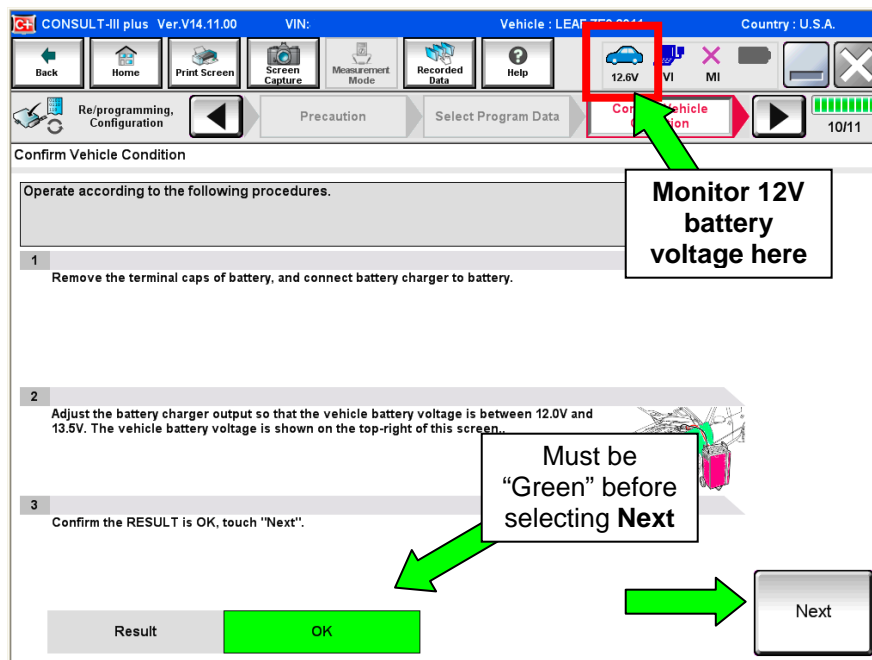 C+ CONSULT-III plus Ver.V14.11.00 VIN: Vehicle : LEAF Country : U.S.A.
Back
Home
Print Screen
Screen
Capture
Measurement
Mode
Recorded
Data
Help
12.6V
VI
MI
Re/programming,
Configuration
Precaution
Select Program Data
10/11
Confirm Vehicle Condition
Operate according to the following procedures.
Monitor 12V
battery
voltage here
1
Remove the terminal caps of battery, and connect battery charger to battery.
2
Adjust the battery charger output so that the vehicle battery voltage is between 12.0V and
13.5V. The vehicle battery voltage is shown on the top-right of this screen..
Must be
“Green” before
selecting Next
3
Confirm the RESULT is OK, touch "Next".
Next
Result
OK